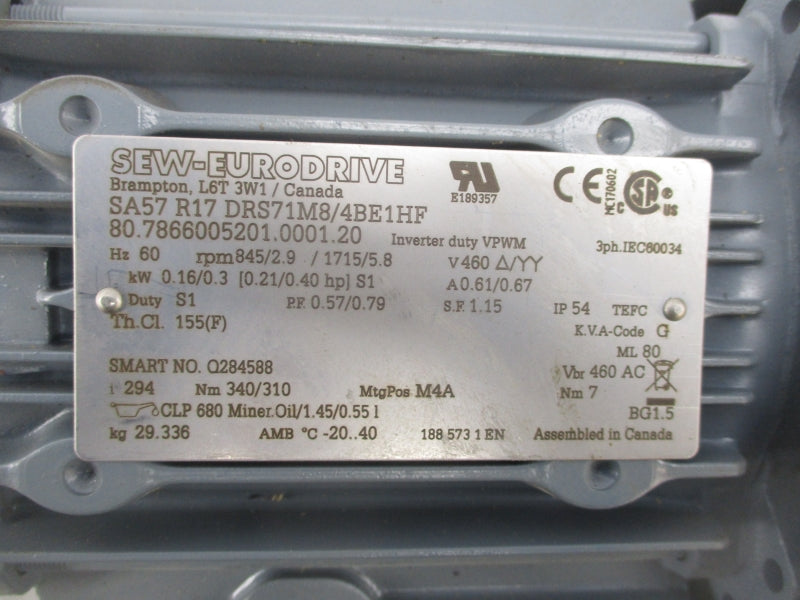 SEW-EURODRIVE
Brampton, L6T 3W1 / Canada
SA57 R17 DRS71M8/4BE1HF
80.7866005201.0001.20 Inverter duty VPWM 3ph.IEC60034
RU E189357
CE MC170602 C SA US
Hz 60 rpm 845/2.9 / 1715/5.8 V 460 △/YY
kW 0.16/0.3 [0.21/0.40 hp] S1 A 0.61/0.67
Duty S1 P.F. 0.57/0.79 S.F. 1.15 IP 54 TEFC
Th.Cl. 155(F) K.V.A-Code G
ML 80
SMART NO. Q284588 Vbr 460 AC
i 294 Nm 340/310 MtgPos M4A Nm 7
CLP 680 Miner.Oil/1.45/0.55 l BG1.5
kg 29.336 AMB °C -20..40 188 573 1 EN Assembled in Canada